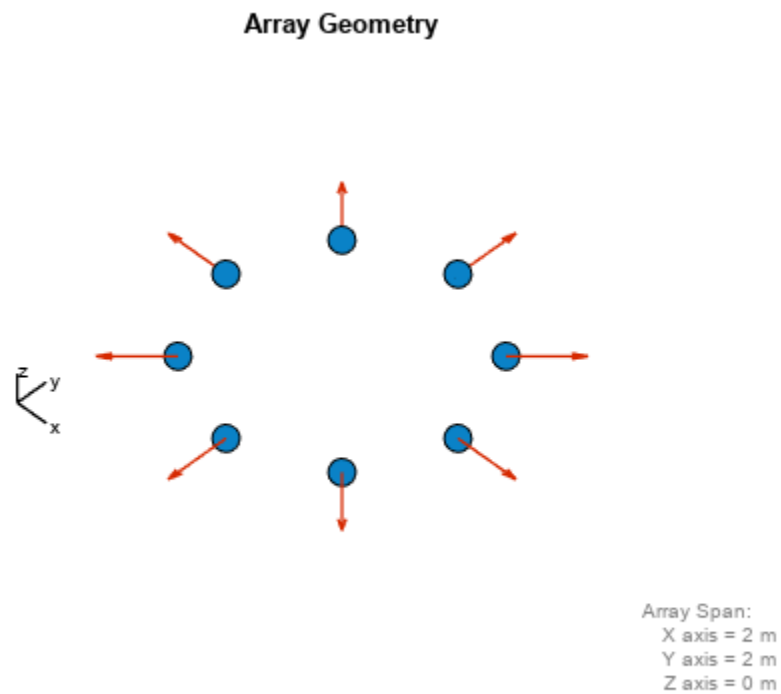 Array Geometry
z
y
x
Array Span:
X axis = 2 m
Y axis = 2 m
Z axis = 0 m